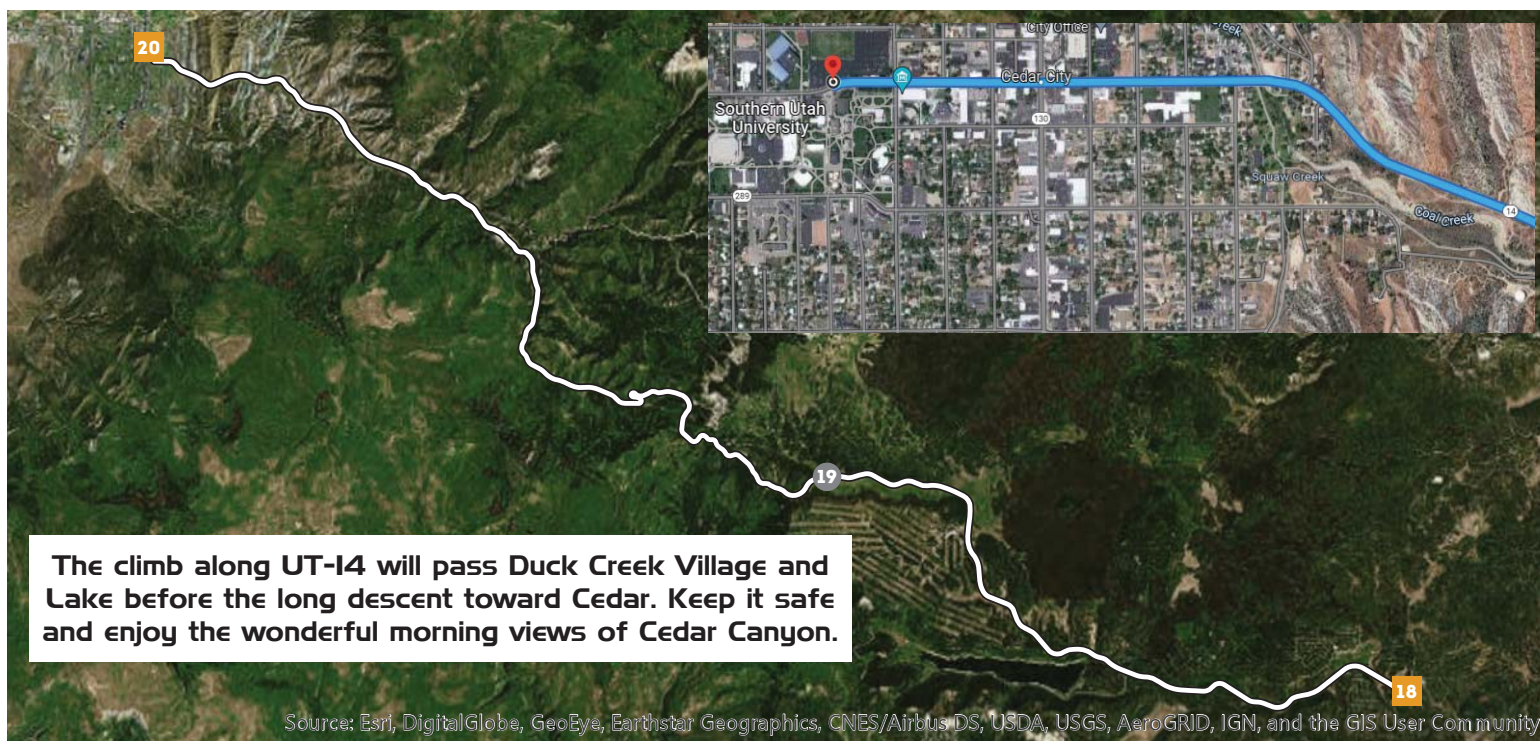 20
City Office
Creek
Cedar City
Southern Utah
University
130
289
Squaw Creek
Coal Creek
14
19
The climb along UT-14 will pass Duck Creek Village and
Lake before the long descent toward Cedar. Keep it safe
and enjoy the wonderful morning views of Cedar Canyon.
18
Source: Esri, DigitalGlobe, GeoEye, Earthstar Geographics, CNES/Airbus DS, USDA, USGS, AeroGRID, IGN, and the GIS User Community